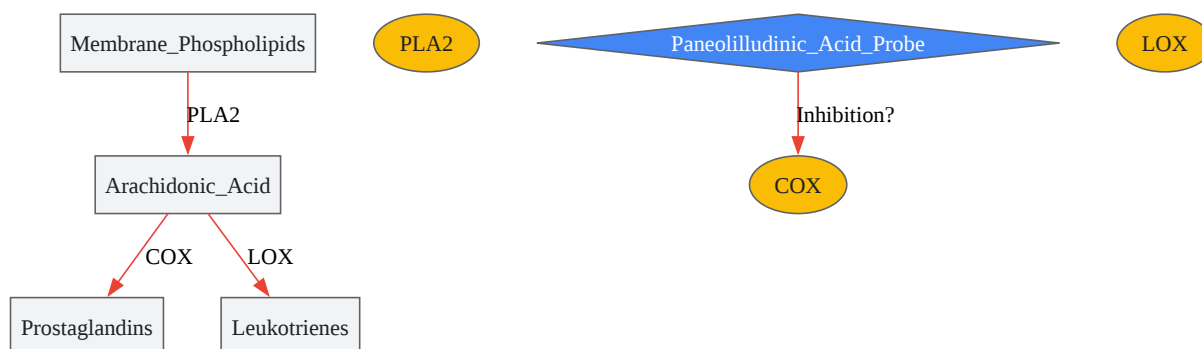 Membrane_Phospholipids
PLA2
Paneolilludinic_Acid_Probe
LOX
PLA2
Inhibition?
Arachidonic_Acid
COX
COX
LOX
Prostaglandins
Leukotrienes